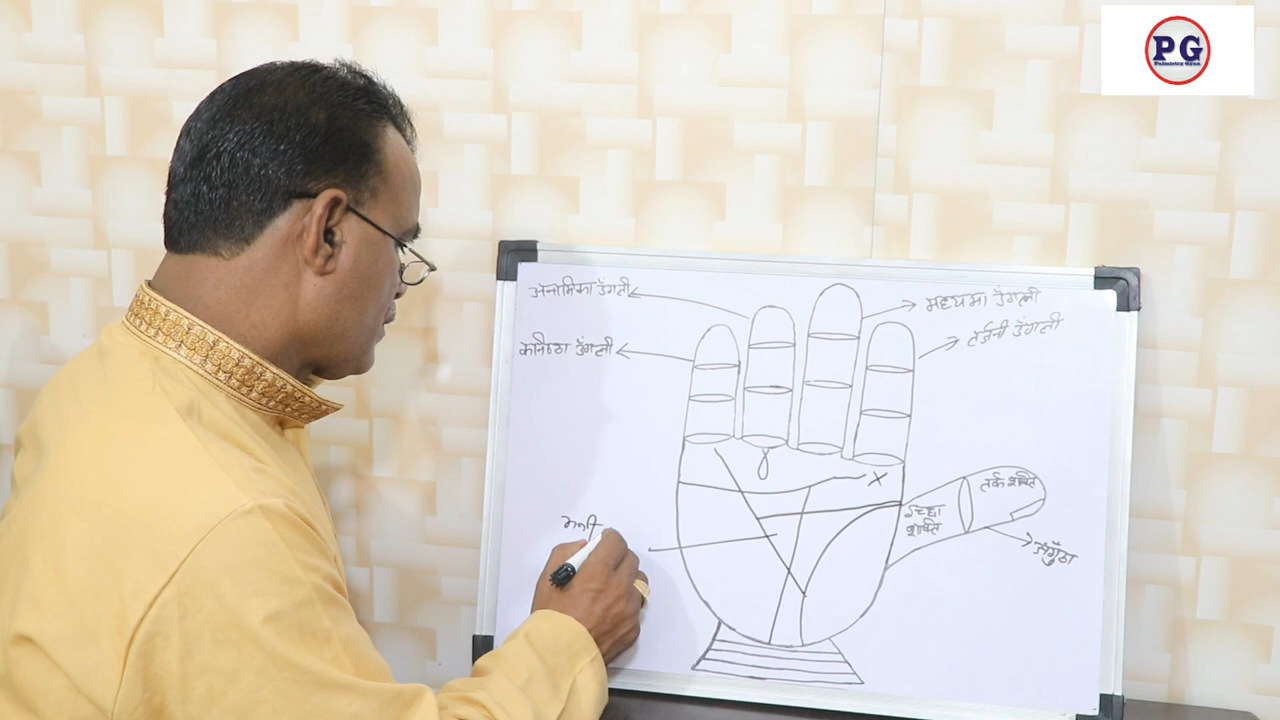 PG
Palmistry Gyan
अनामिका उंगली
मध्यमा उंगली
तर्जनी उंगली
कनिष्ठा उंगली
तर्क शक्ति
इच्छा
शक्ति
अंगूँठा